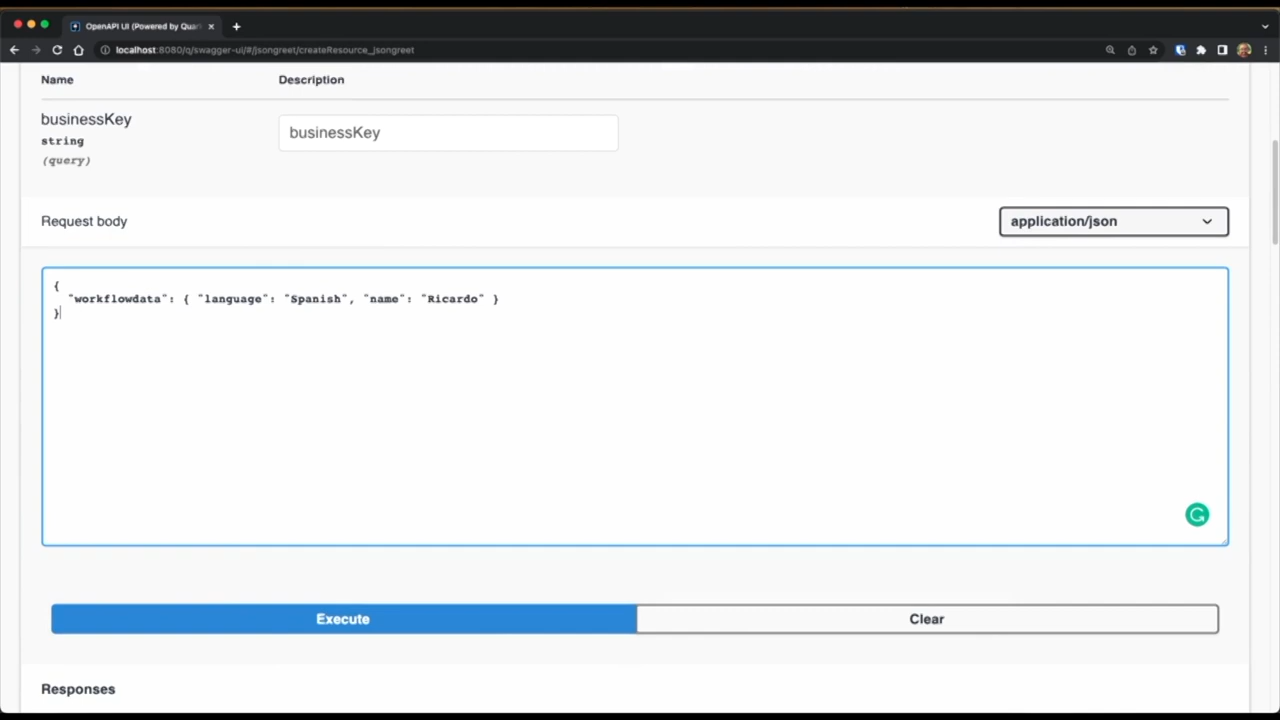 OpenAPI UI (Powered by Quar
localhost:8080/q/swagger-ui/#/jsongreet/createResource_jsongreet
Name Description
businessKey businessKey
string
(query)
Request body application/json
{
"workflowdata": { "language": "Spanish", "name": "Ricardo" }
}
Execute Clear
Responses